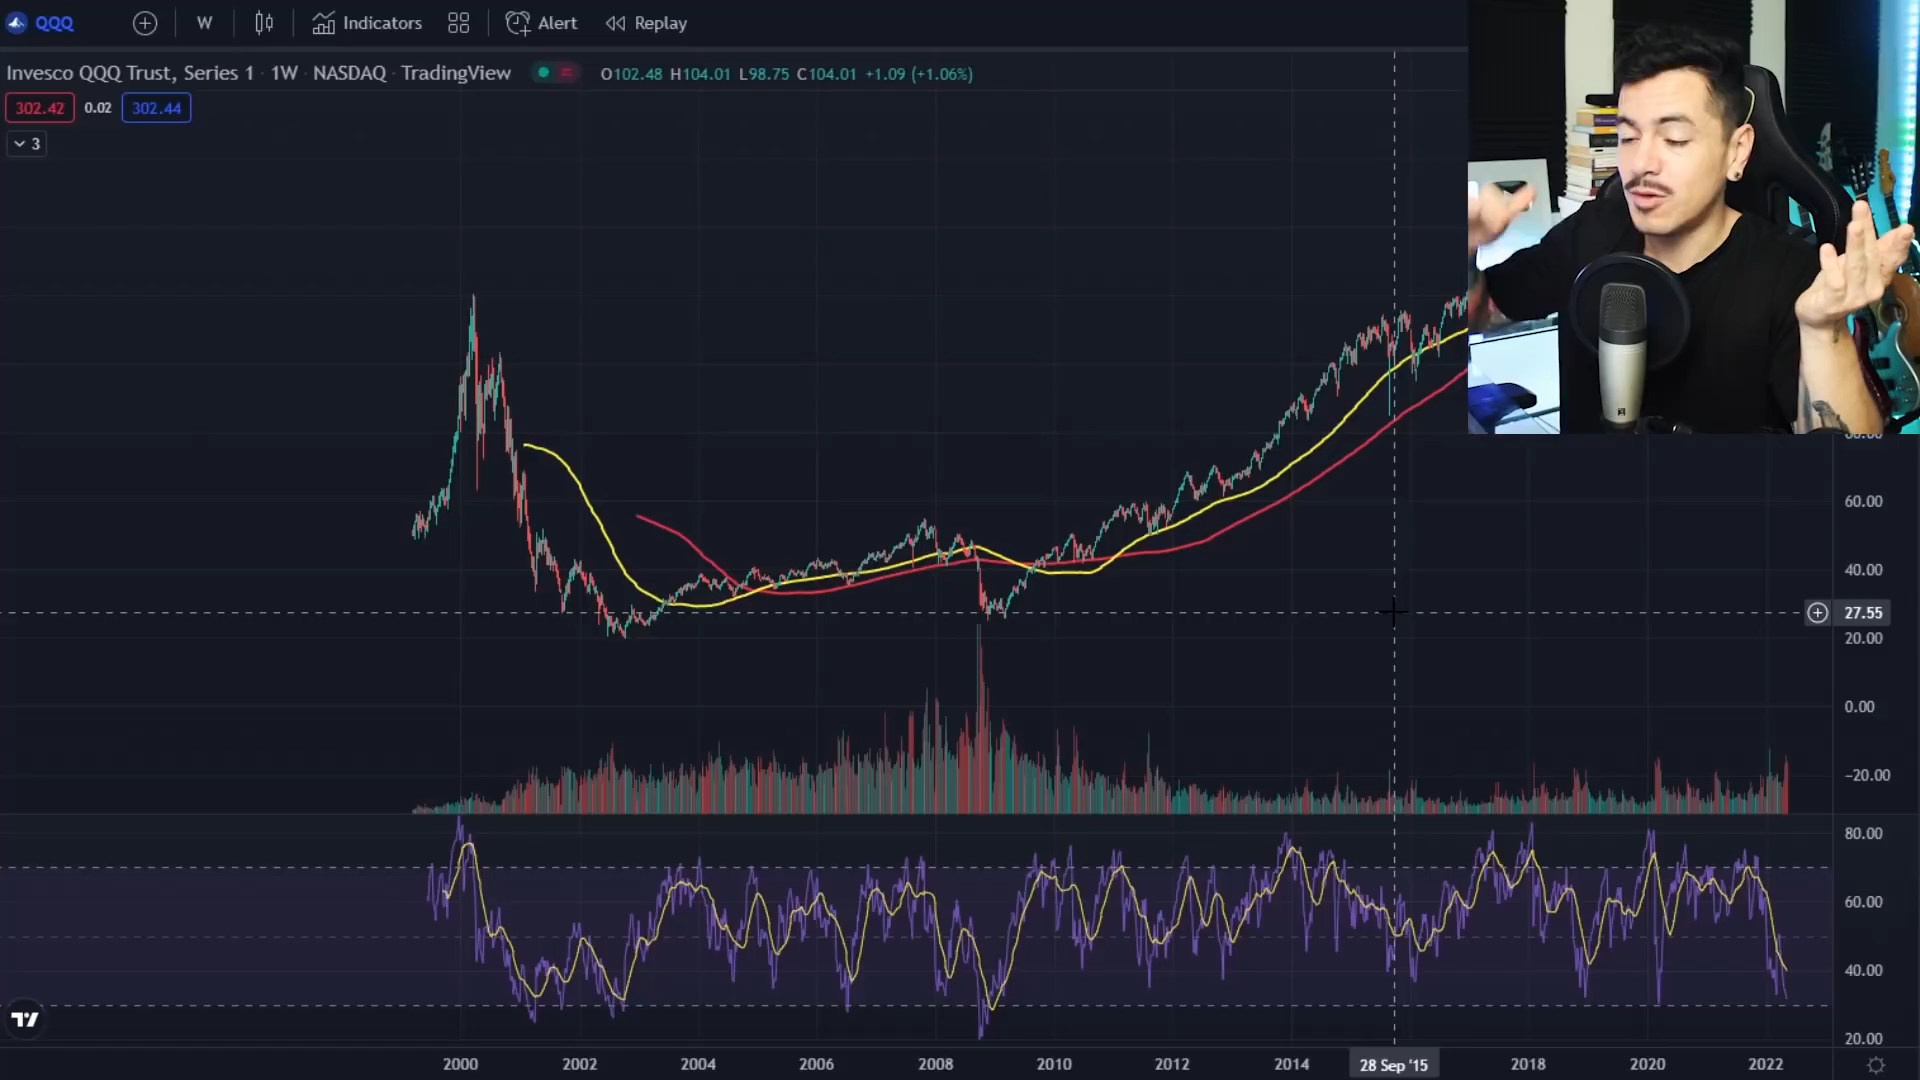 QQQ W Indicators Alert Replay
Invesco QQQ Trust, Series 1 · 1W · NASDAQ · TradingView O102.48 H104.01 L98.75 C104.01 +1.09 (+1.06%)
302.42 0.02 302.44
3
60.00
40.00
27.55
20.00
0.00
−20.00
80.00
60.00
40.00
20.00
2000 2002 2004 2006 2008 2010 2012 2014 28 Sep '15 2018 2020 2022